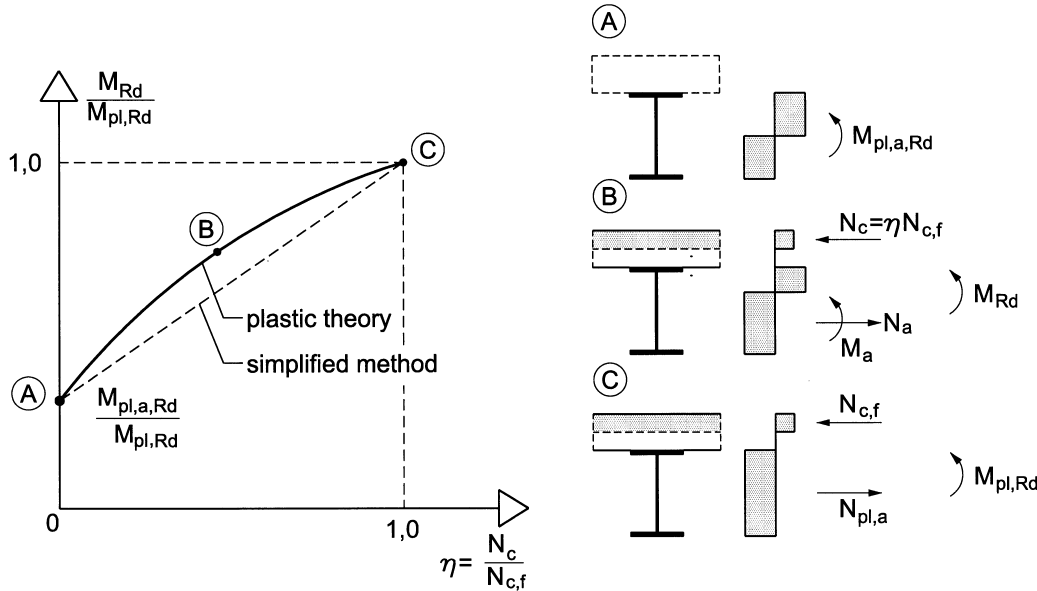 M_Rd
M_pl,Rd
1,0
C
B
plastic theory
simplified method
A
M_pl,a,Rd
M_pl,Rd
0
1,0
η = N_c
N_c,f
A
M_pl,a,Rd
B
N_c=ηN_c,f
M_Rd
N_a
M_a
C
N_c,f
M_pl,Rd
N_pl,a